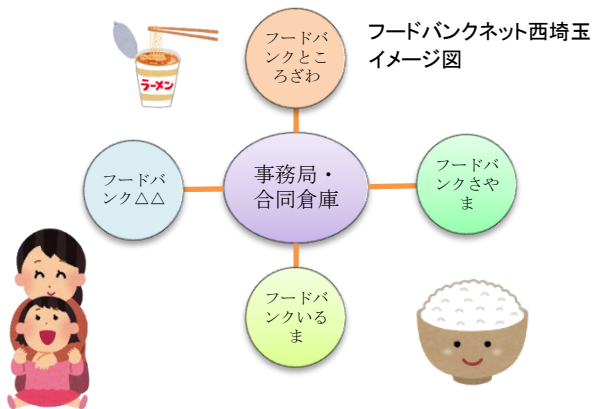 フードバンクネット西埼玉
イメージ図
フードバ
ンクところ
ろざわ
ラーメン
フードバ
ンク△△
事務局・
合同倉庫
フードバ
ンクさや
ま
フードバ
ンクいる
ま